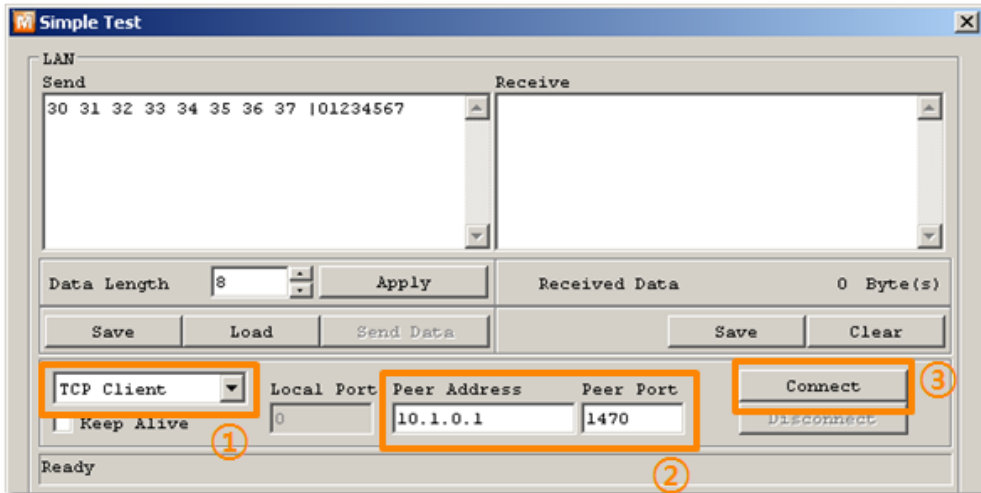 Simple Test
LAN
Send
Receive
30 31 32 33 34 35 36 37 |01234567
Data Length 8 Apply
Received Data 0 Byte(s)
Save Load Send Data
Save Clear
TCP Client
Local Port Peer Address Peer Port
Connect
③
Keep Alive
0 10.1.0.1 1470
Disconnect
①
②
Ready